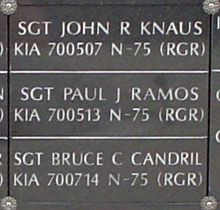 SGT JOHN R KNAUS
KIA 700507 N-75 (RGR)
SGT PAUL J RAMOS
KIA 700513 N-75 (RGR)
SGT BRUCE C CANDRIL
KIA 700714 N-75 (RGR)